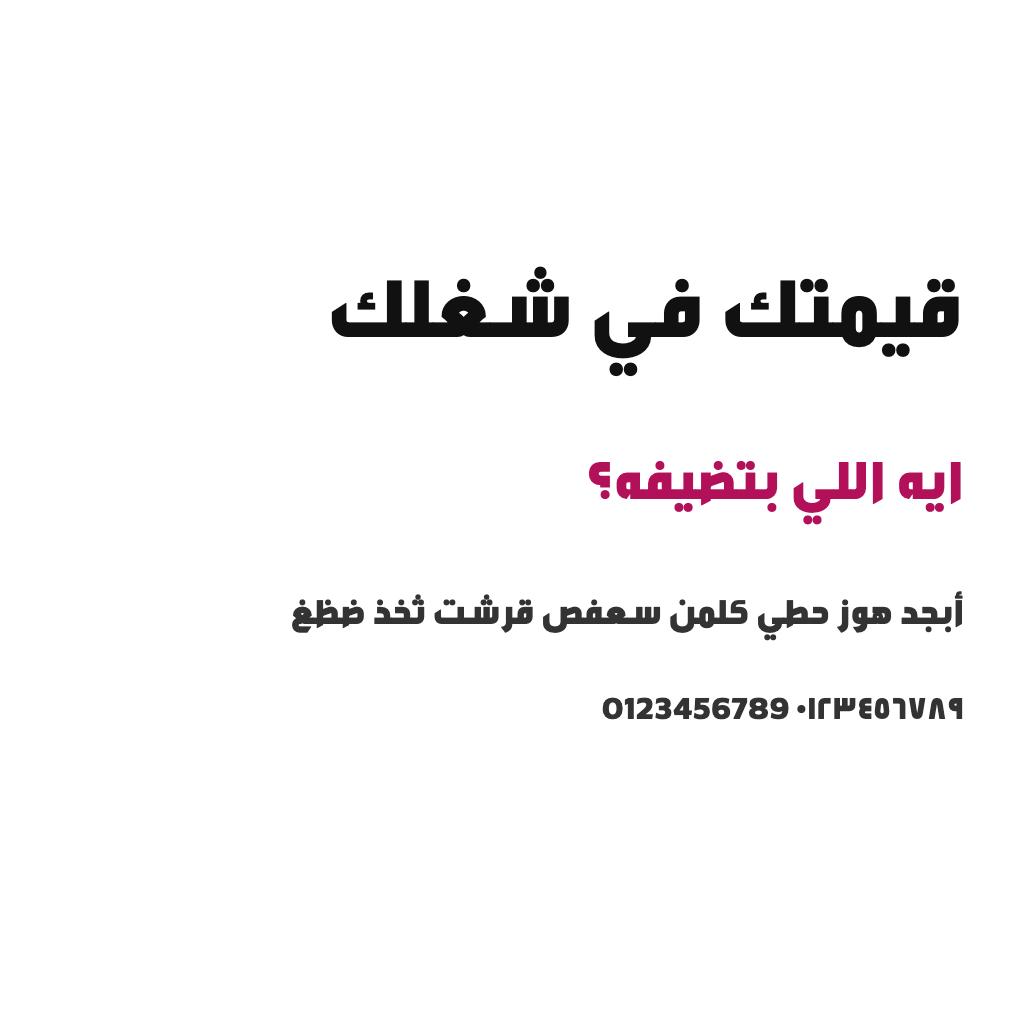 قيمتك في شغلك
ايه اللي بتضيفه؟
أبجد هوز حطي كلمن سعفص قرشت ثخذ ضظغ
٠١٢٣٤٥٦٧٨٩ 0123456789